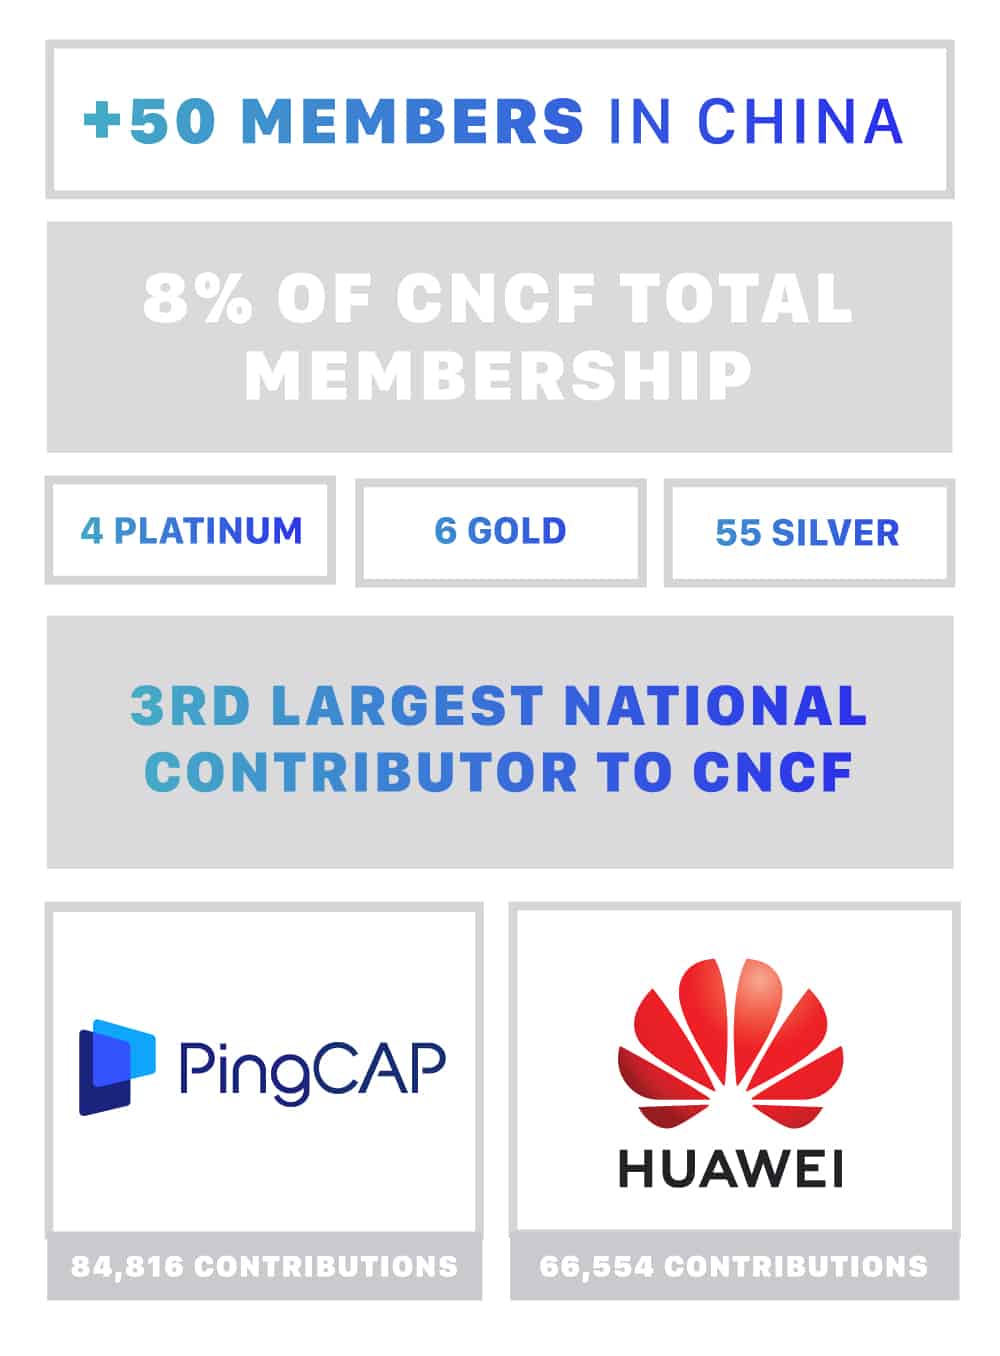 +50 MEMBERS IN CHINA
8% OF CNCF TOTAL
MEMBERSHIP
4 PLATINUM
6 GOLD
55 SILVER
3RD LARGEST NATIONAL
CONTRIBUTOR TO CNCF
PingCAP
HUAWEI
84,816 CONTRIBUTIONS
66,554 CONTRIBUTIONS